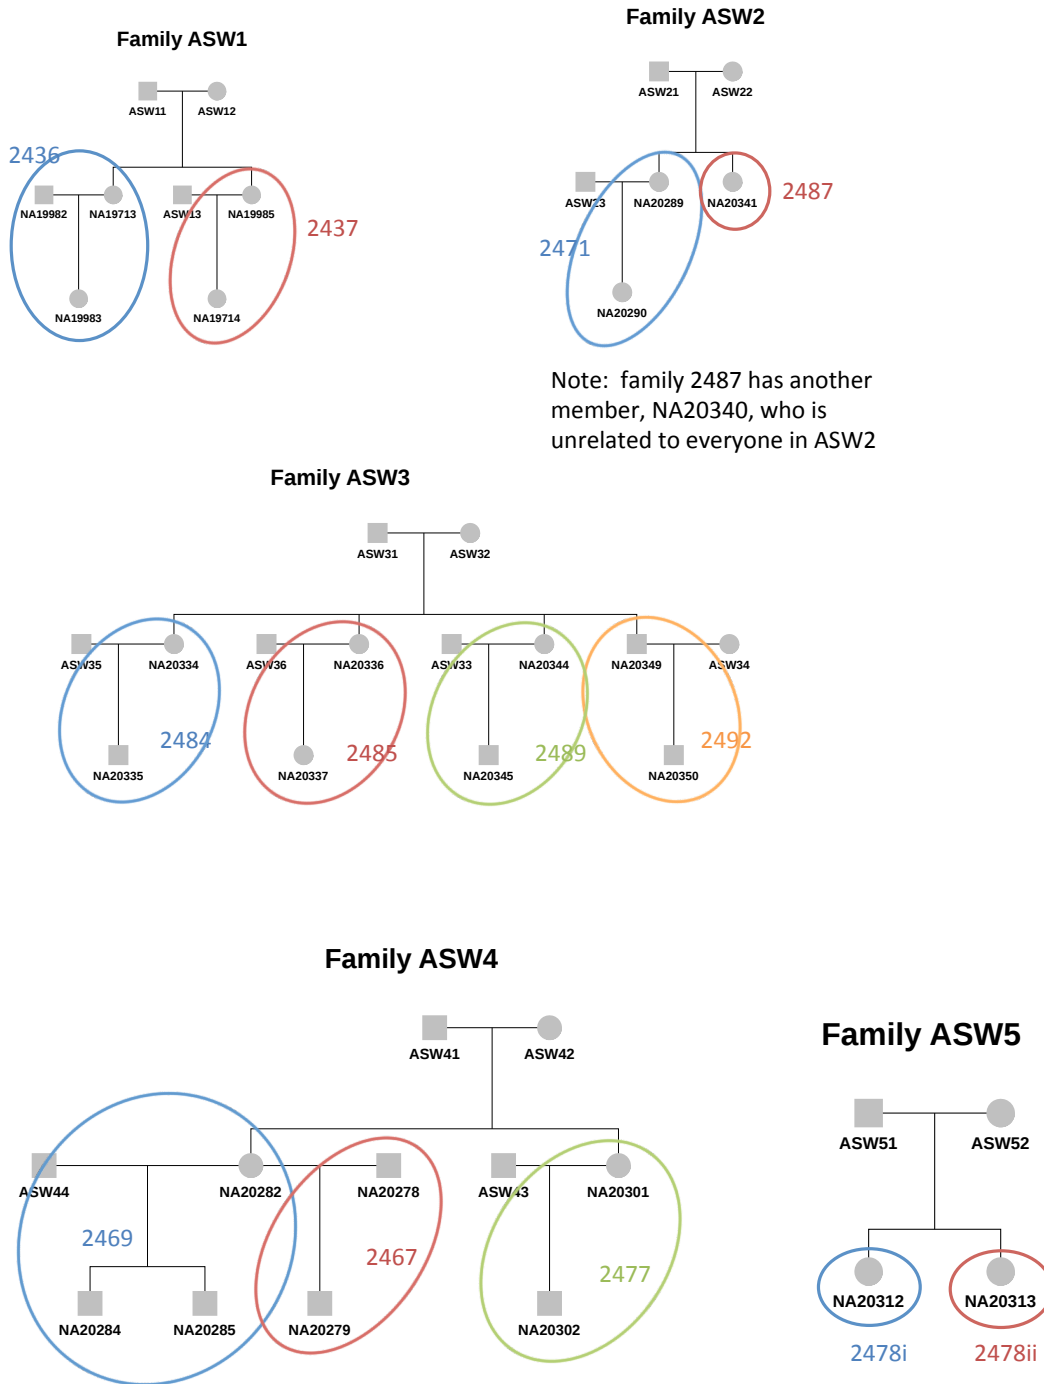 Family ASW1
ASW11 ASW12
2436
NA19982 NA19713 ASW13 NA19985
2437
NA19983 NA19714
Family ASW2
ASW21 ASW22
ASW23 NA20289 NA20341 2487
2471
NA20290
Note: family 2487 has another
member, NA20340, who is
unrelated to everyone in ASW2
Family ASW3
ASW31 ASW32
ASW35 NA20334 ASW36 NA20336 ASW33 NA20344 NA20349 ASW34
2484 2485 2489 2492
NA20335 NA20337 NA20345 NA20350
Family ASW4
ASW41 ASW42
ASW44 NA20282 NA20278 ASW43 NA20301
2469 2467 2477
NA20284 NA20285 NA20279 NA20302
Family ASW5
ASW51 ASW52
NA20312 NA20313
2478i 2478ii